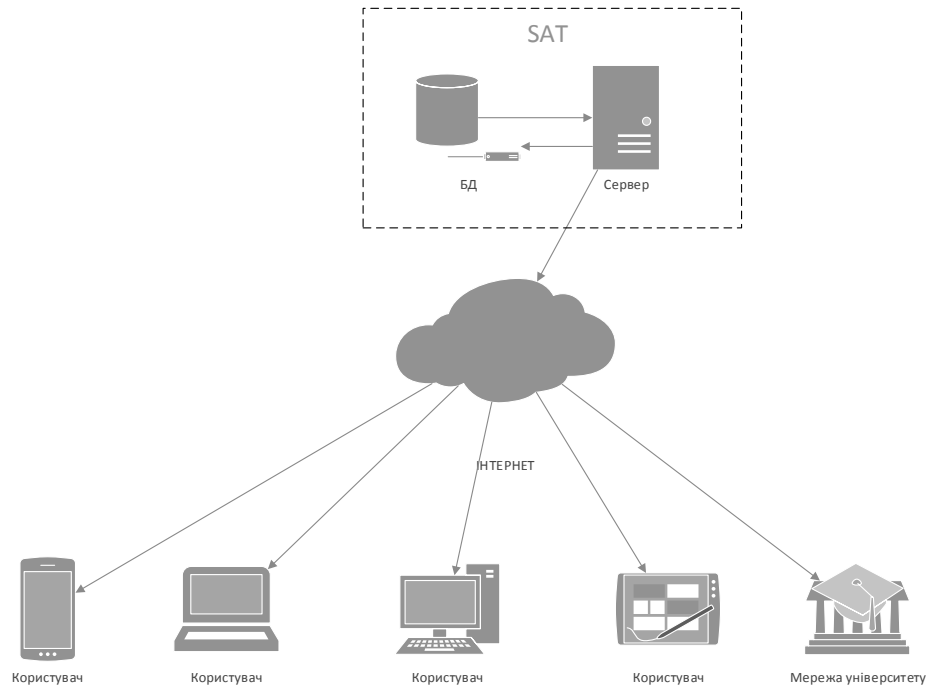 SAT
БД
Сервер
ІНТЕРНЕТ
Користувач
Користувач
Користувач
Користувач
Мережа університету